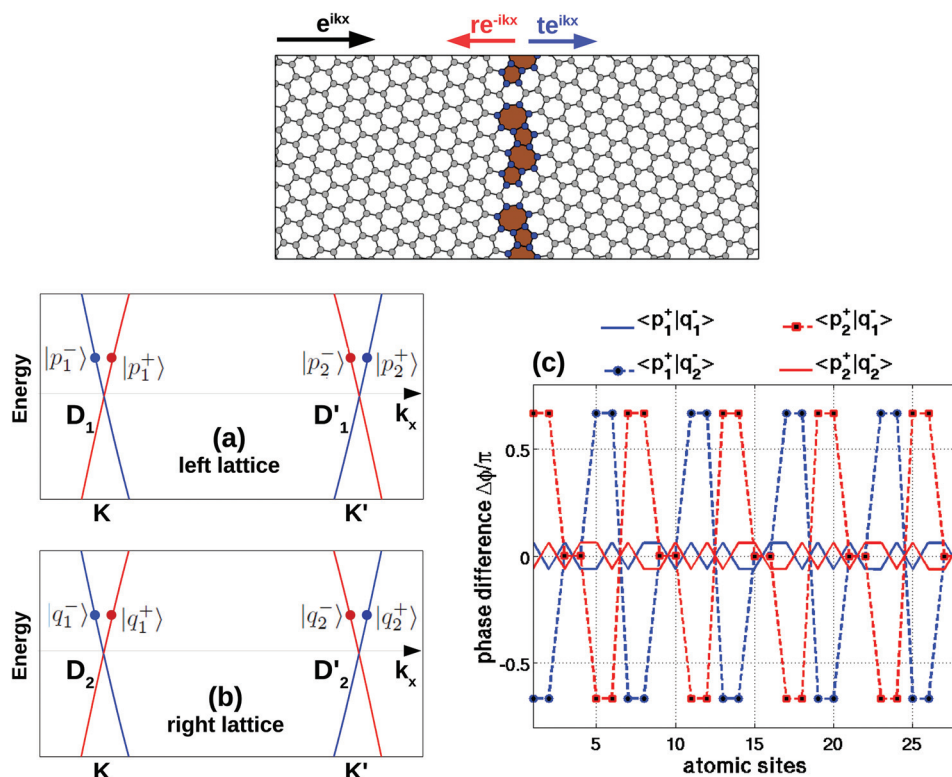 e^{ikx} re^{-ikx} te^{ikx}
Energy
|p_1^-⟩ |p_1^+⟩ |p_2^-⟩ |p_2^+⟩
D_1 D'_1 k_x
(a)
left lattice
K K'
Energy
|q_1^-⟩ |q_1^+⟩ |q_2^-⟩ |q_2^+⟩
D_2 D'_2 k_x
(b)
right lattice
K K'
<p_1^+|q_1^-> <p_2^+|q_1^->
<p_1^+|q_2^-> <p_2^+|q_2^->
(c)
phase difference Δϕ/π
0.5
0
-0.5
5 10 15 20 25
atomic sites